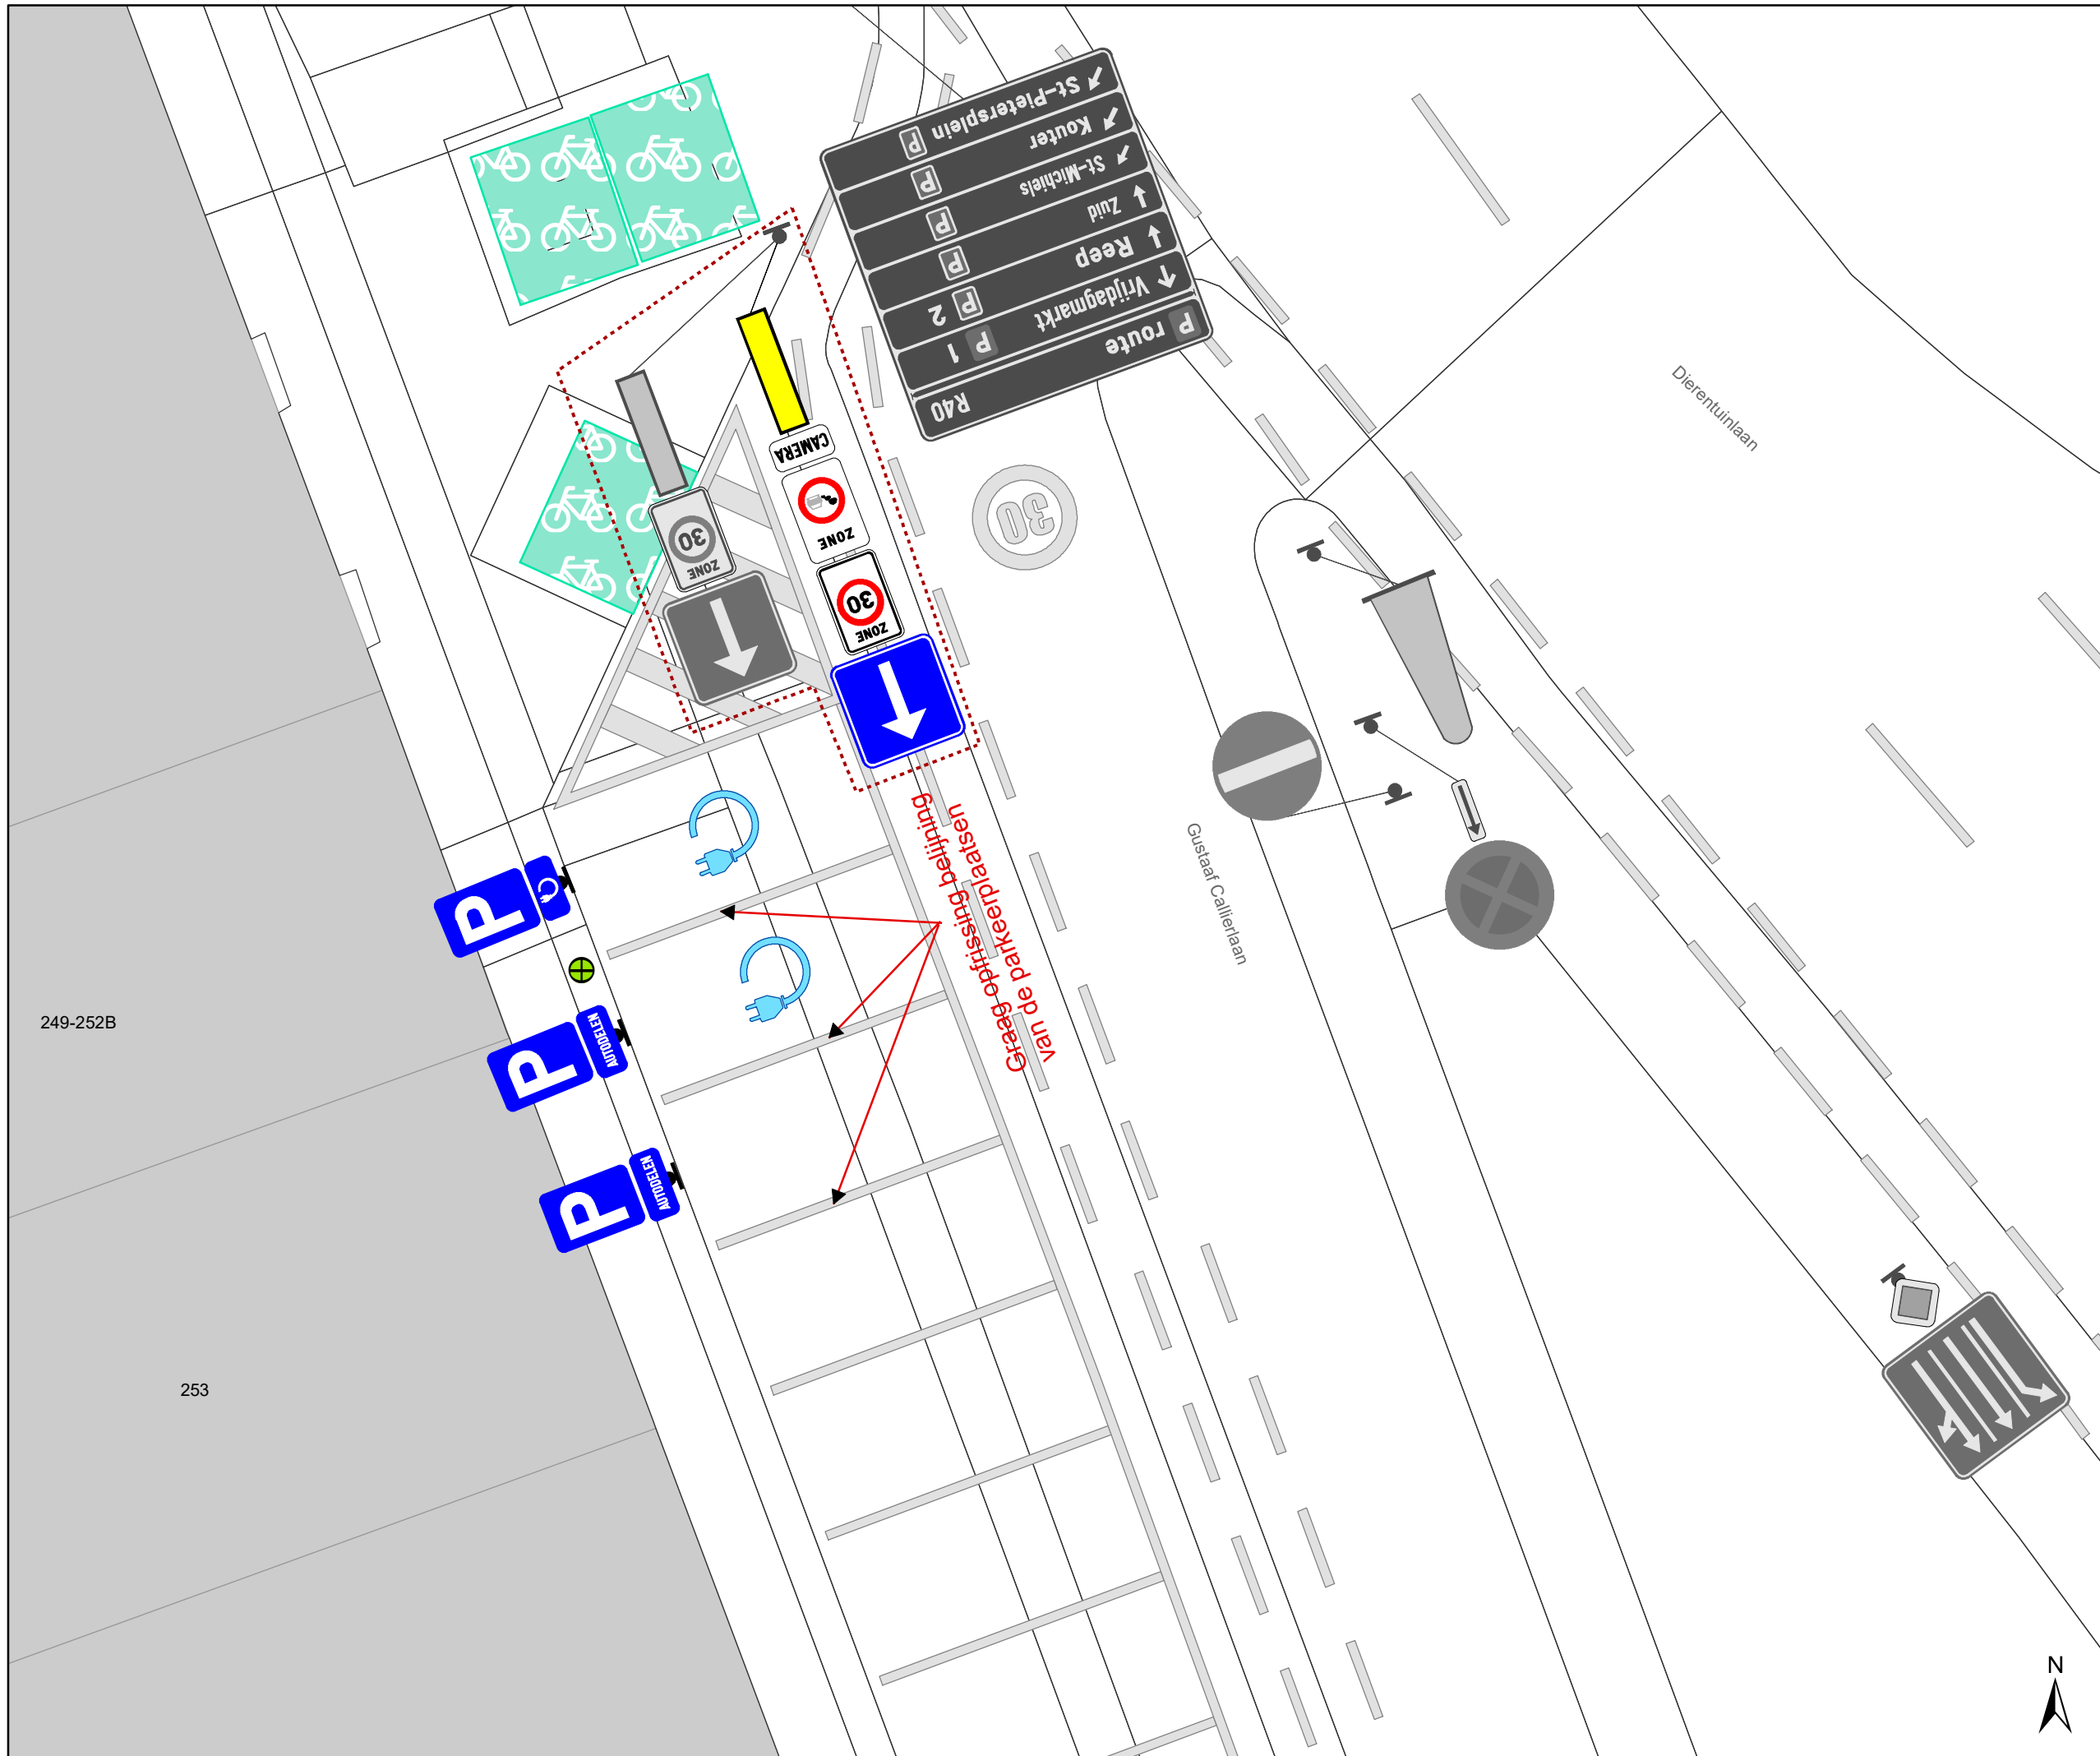 R40
P route
Vrijdagmarkt P 1
Reep P 2
Zuid P
St-Michiels P
Kouter P
St-Pietersplein P
CAMERA
ZONE
ZONE
30
ZONE
30
30
Dierentuinlaan
Gustaaf Callierlaan
Graag opfrissing belijning
van de parkeerplaatsen
P
P
AUTODELEN
P
AUTODELEN
249-252B
253
N